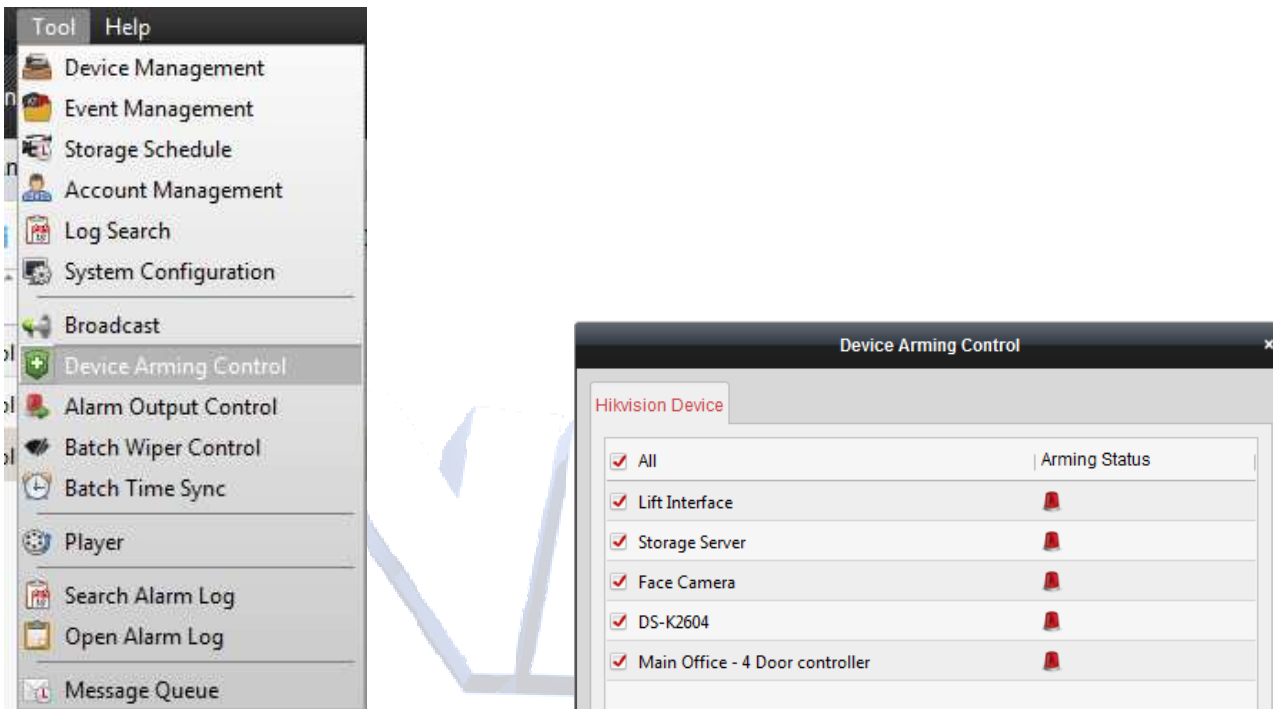 Tool Help
Device Management
Event Management
Storage Schedule
Account Management
Log Search
System Configuration
Broadcast
Device Arming Control
Alarm Output Control
Batch Wiper Control
Batch Time Sync
Player
Search Alarm Log
Open Alarm Log
Message Queue
Device Arming Control
Hikvision Device
All Arming Status
Lift Interface
Storage Server
Face Camera
DS-K2604
Main Office - 4 Door controller